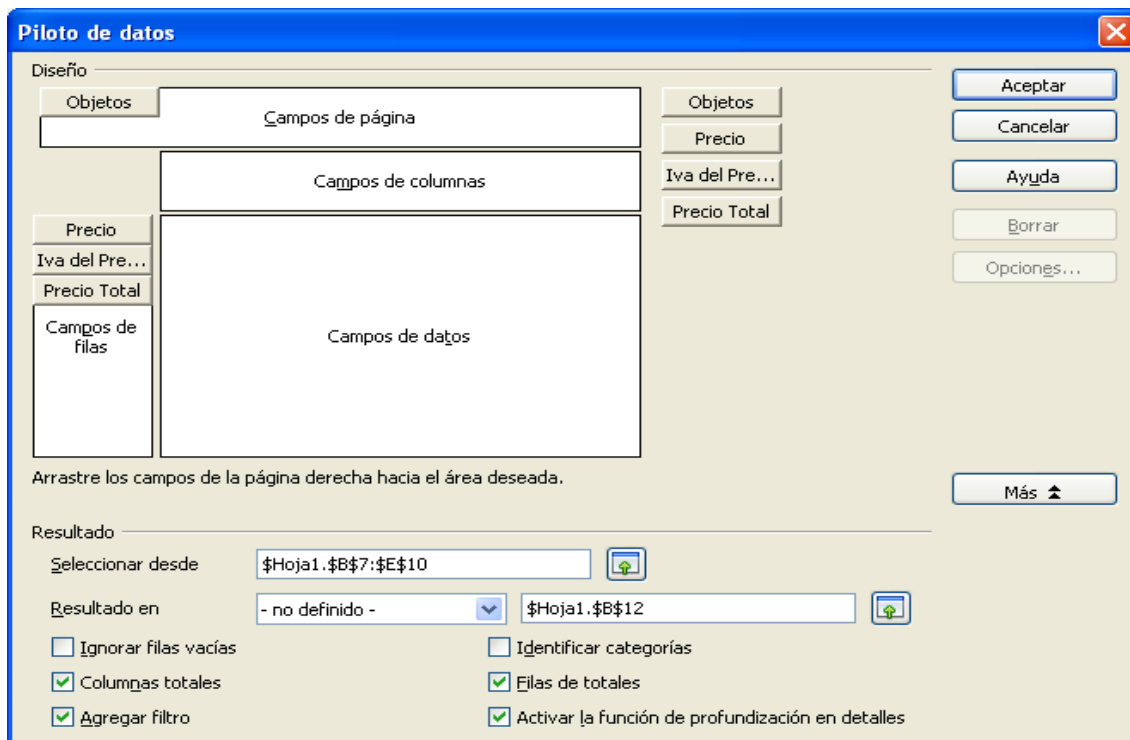 Piloto de datos
Diseño
Objetos
Campos de página
Campos de columnas
Precio
Iva del Pre...
Precio Total
Campos de
filas
Campos de datos
Objetos
Precio
Iva del Pre...
Precio Total
Aceptar
Cancelar
Ayuda
Borrar
Opciones...
Arrastre los campos de la página derecha hacia el área deseada.
Más
Resultado
Seleccionar desde
$Hoja1.$B$7:$E$10
Resultado en
- no definido -
$Hoja1.$B$12
Ignorar filas vacías
Identificar categorías
Columnas totales
Filas de totales
Agregar filtro
Activar la función de profundización en detalles